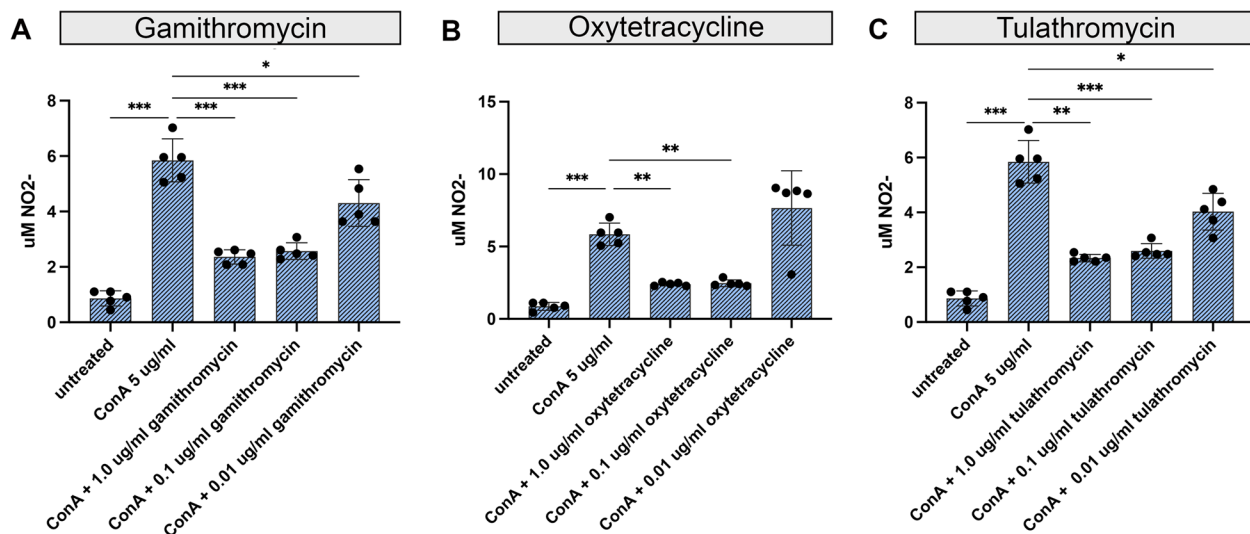 A
Gamithromycin
*
***
***
***
8
6
4
2
0
uM NO2-
untreated
ConA 5 ug/ml
ConA + 1.0 ug/ml gamithromycin
ConA + 0.1 ug/ml gamithromycin
ConA + 0.01 ug/ml gamithromycin
B
Oxytetracycline
**
***
**
15
10
5
0
uM NO2-
untreated
ConA 5 ug/ml
ConA + 1.0 ug/ml oxytetracycline
ConA + 0.1 ug/ml oxytetracycline
ConA + 0.01 ug/ml oxytetracycline
C
Tulathromycin
*
***
***
**
8
6
4
2
0
uM NO2-
untreated
ConA 5 ug/ml
ConA + 1.0 ug/ml tulathromycin
ConA + 0.1 ug/ml tulathromycin
ConA + 0.01 ug/ml tulathromycin